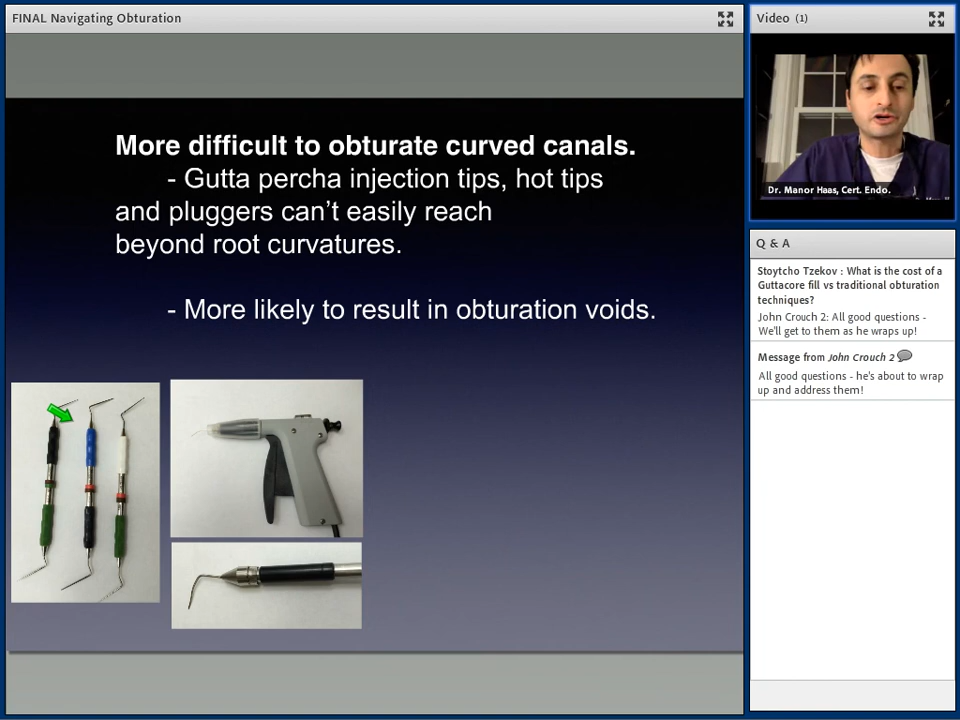 FINAL Navigating Obturation
More difficult to obturate curved canals.
- Gutta percha injection tips, hot tips
and pluggers can’t easily reach
beyond root curvatures.
- More likely to result in obturation voids.
Video (1)
Dr. Manor Haas, Cert. Endo.
Q & A
Stoytcho Tzekov : What is the cost of a
Guttacore fill vs traditional obturation
techniques?
John Crouch 2: All good questions -
We'll get to them as he wraps up!
Message from John Crouch 2
All good questions - he's about to wrap
up and address them!